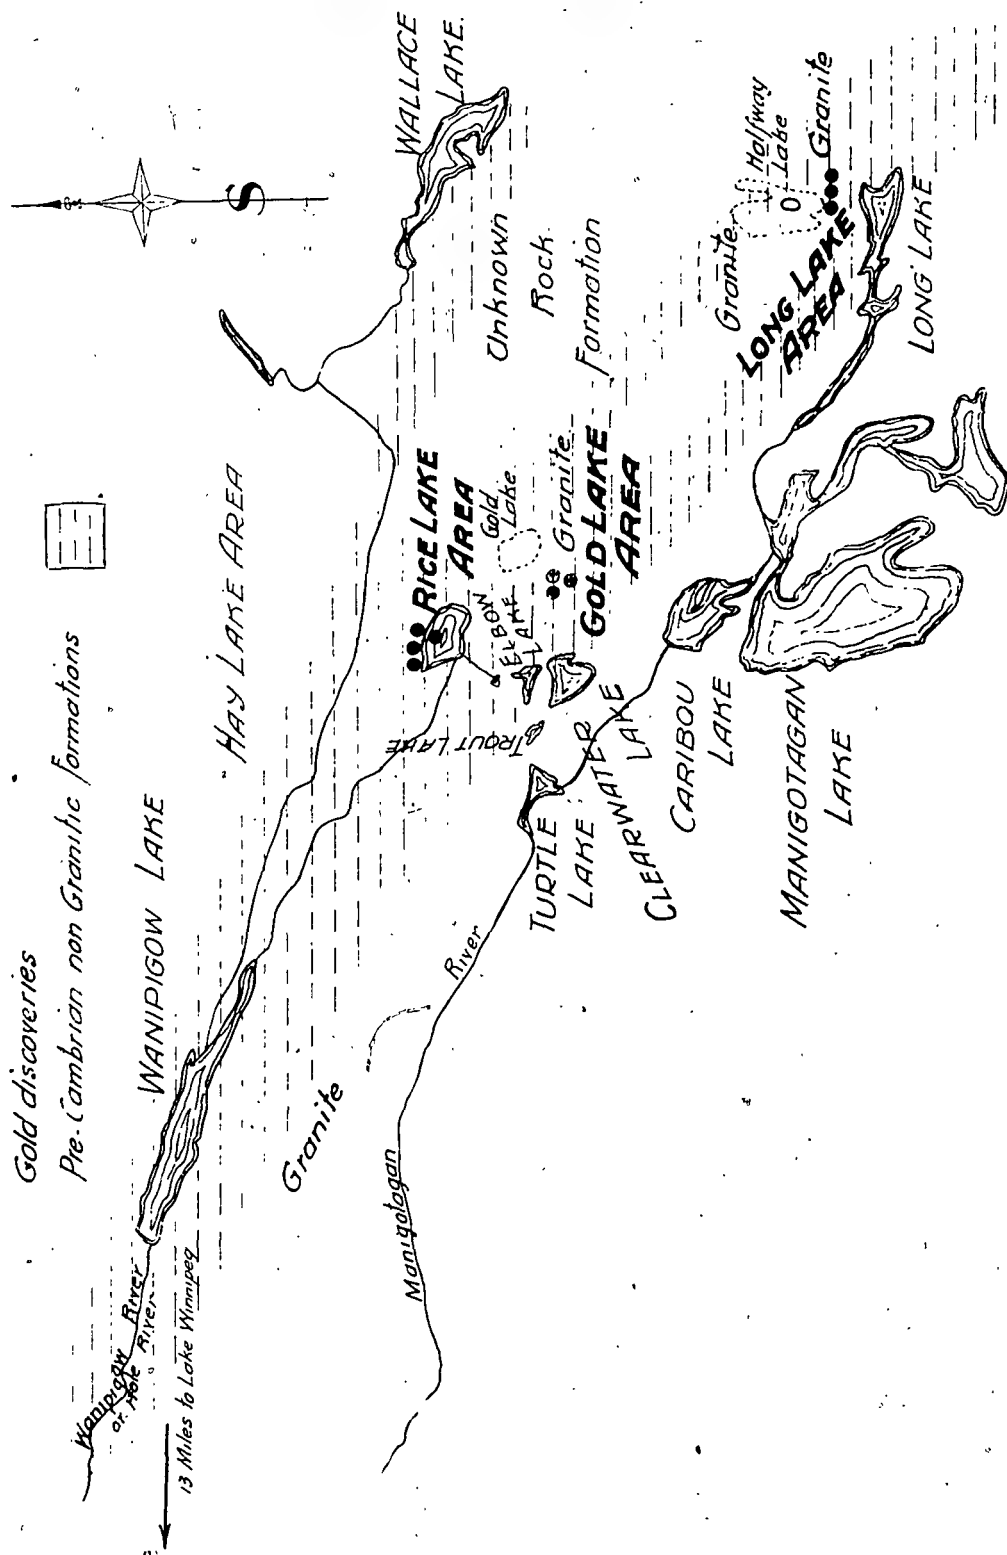 Gold discoveries
Pre-Cambrian non Granitic formations
S
WANIPIGOW LAKE
HAY LAKE AREA
WALLACE
LAKE.
Wanipigow River
or Hole River
13 Miles to Lake Winnipeg
Granite
RICE LAKE
AREA
Gold
Lake
ELBOW
LAKE
TROUT LAKE
Unknown
Rock
Formation
Granite
GOLD LAKE
AREA
Manigotagan
River
TURTLE
LAKE
CLEARWATER
LAKE
CARIBOU
LAKE
MANIGOTAGAN
LAKE
Granite
Halfway
Lake
Granite
LONG LAKE
AREA
LONG LAKE